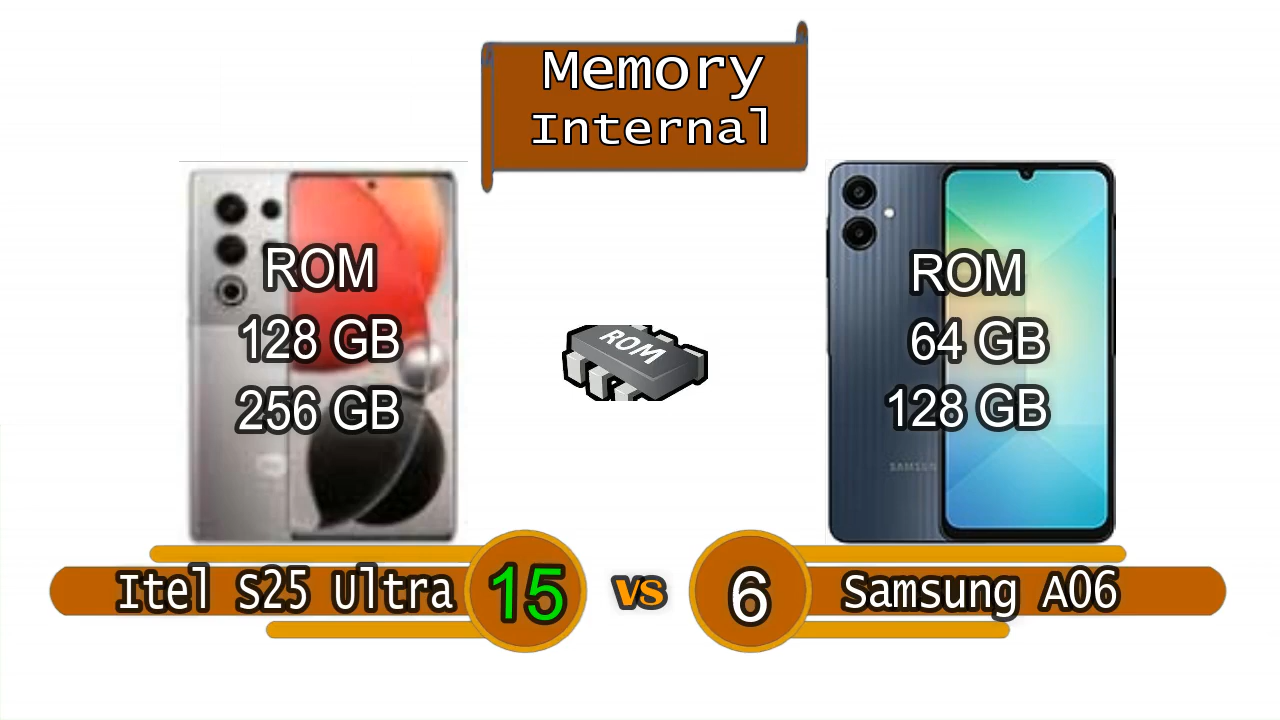 Memory
Internal
ROM
128 GB
256 GB
ROM
ROM
64 GB
128 GB
SAMSUNG
Itel S25 Ultra 15 vs 6 Samsung A06